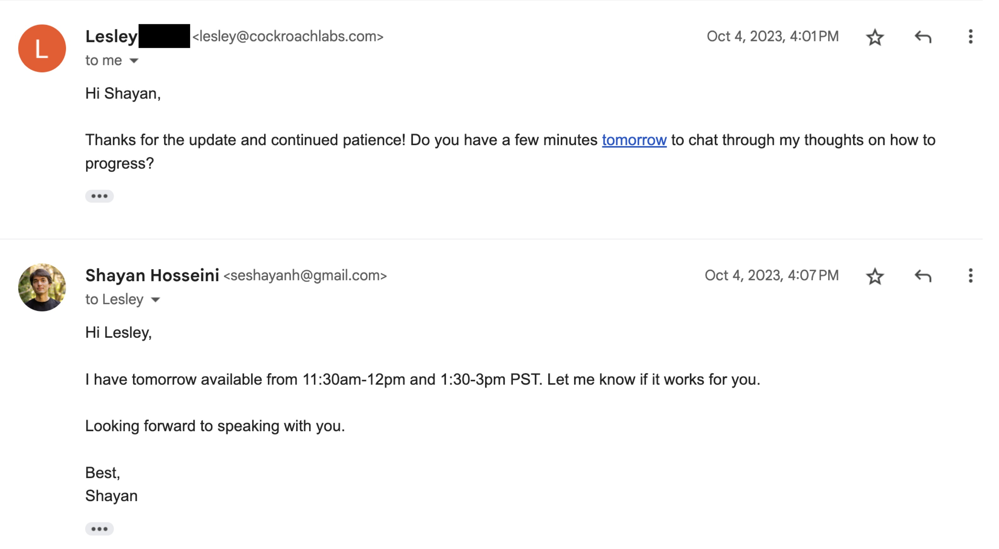 Lesley <lesley@cockroachlabs.com> Oct 4, 2023, 4:01 PM
L
to me
Hi Shayan,
Thanks for the update and continued patience! Do you have a few minutes tomorrow to chat through my thoughts on how to
progress?
Shayan Hosseini <seshayanh@gmail.com> Oct 4, 2023, 4:07 PM
to Lesley
Hi Lesley,
I have tomorrow available from 11:30am-12pm and 1:30-3pm PST. Let me know if it works for you.
Looking forward to speaking with you.
Best,
Shayan